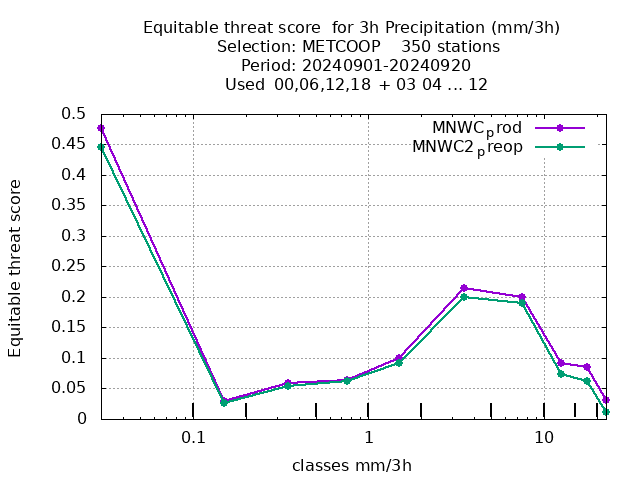 Equitable threat score  for 3h Precipitation (mm/3h)
Selection: METCOOP    350 stations
Period: 20240901-20240920
Used  00,06,12,18 + 03 04 ... 12
MNWCprod
MNWC2preop
0.5
0.45
0.4
0.35
0.3
0.25
0.2
0.15
0.1
0.05
0
Equitable threat score
0.1 1 10
classes mm/3h